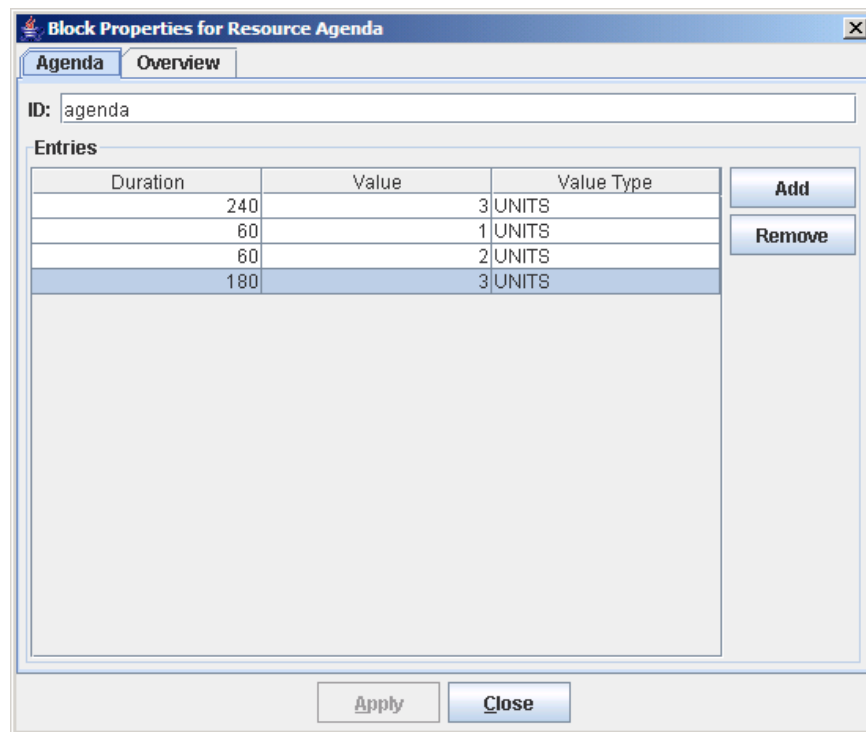 Block Properties for Resource Agenda
Agenda Overview
ID: agenda
Entries
Duration Value Value Type
240 3 UNITS
60 1 UNITS
60 2 UNITS
180 3 UNITS
Add
Remove
Apply Close